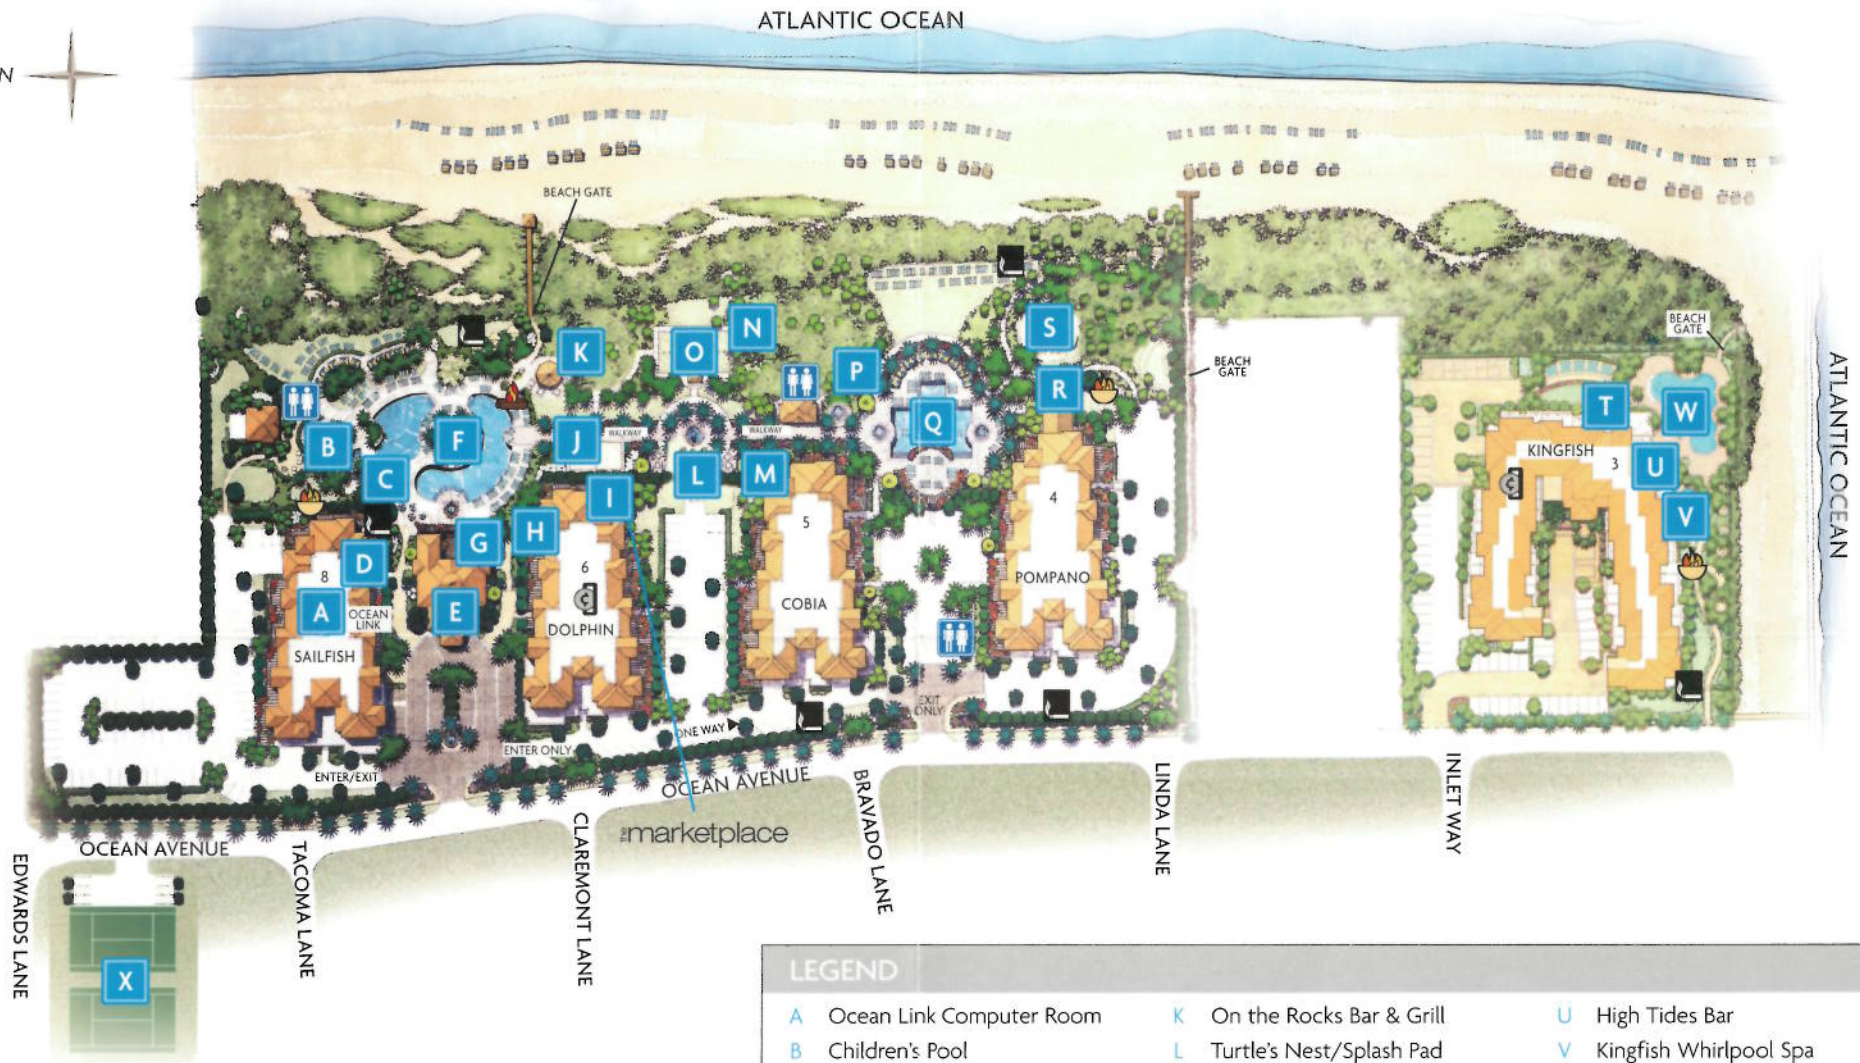 ATLANTIC OCEAN
N
BEACH GATE
N
K
O
S
BEACH
GATE
P
R
BEACH
GATE
ATLANTIC OCEAN
T
W
Q
B
F
J
WALKWAY
WALKWAY
KINGFISH
3
U
C
L
M
I
4
V
G
H
5
D
8
6
POMPANO
A
OCEAN
LINK
E
COBIA
DOLPHIN
SAILFISH
EXIT
ONLY
ONE WAY
ENTER ONLY
ENTER/EXIT
OCEAN AVENUE
the marketplace
OCEAN AVENUE
EDWARDS LANE
TACOMA LANE
CLAREMONT LANE
BRAVADO LANE
LINDA LANE
INLET WAY
X
LEGEND
A Ocean Link Computer Room
K On the Rocks Bar & Grill
U High Tides Bar
B Children's Pool
L Turtle's Nest/Splash Pad
V Kingfish Whirlpool Spa